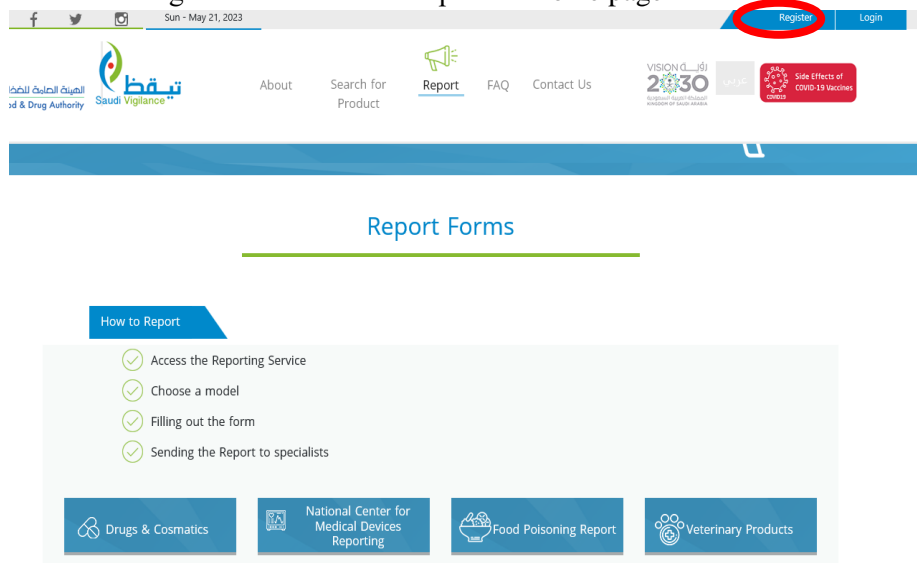 Sun - May 21, 2023
Register
Login
الهيئة العامة للغذا
od & Drug Authority
تيـقظ
Saudi Vigilance
About
Search for
Product
Report
FAQ
Contact Us
VISION رؤيــــة
2030
المملكة العربية السعودية
KINGDOM OF SAUDI ARABIA
عربي
COVID19
Side Effects of
COVID-19 Vaccines
Report Forms
How to Report
Access the Reporting Service
Choose a model
Filling out the form
Sending the Report to specialists
Drugs & Cosmatics
National Center for
Medical Devices
Reporting
Food Poisoning Report
Veterinary Products